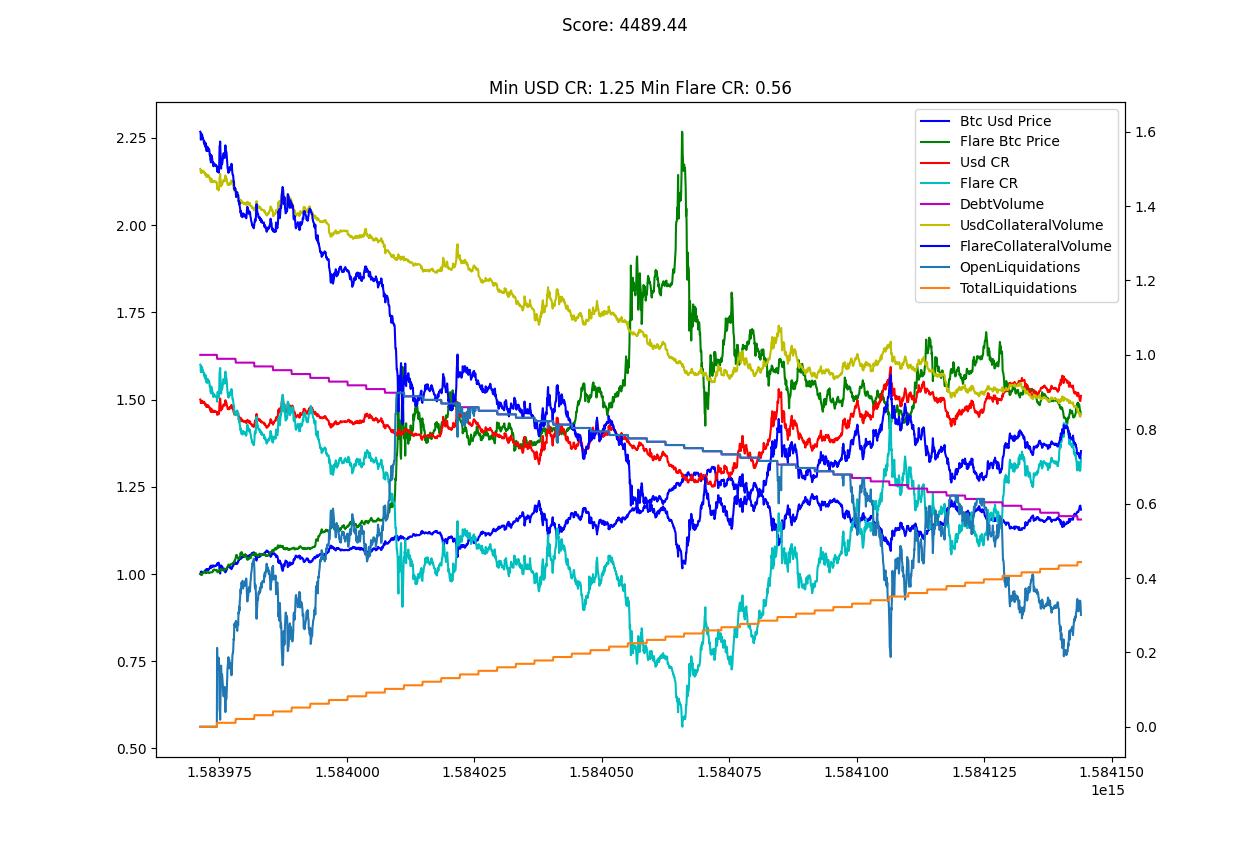 Score: 4489.44
Min USD CR: 1.25 Min Flare CR: 0.56
Btc Usd Price
Flare Btc Price
Usd CR
Flare CR
DebtVolume
UsdCollateralVolume
FlareCollateralVolume
OpenLiquidations
TotalLiquidations
2.25
2.00
1.75
1.50
1.25
1.00
0.75
0.50
1.6
1.4
1.2
1.0
0.8
0.6
0.4
0.2
0.0
1.583975 1.584000 1.584025 1.584050 1.584075 1.584100 1.584125 1.584150
1e15